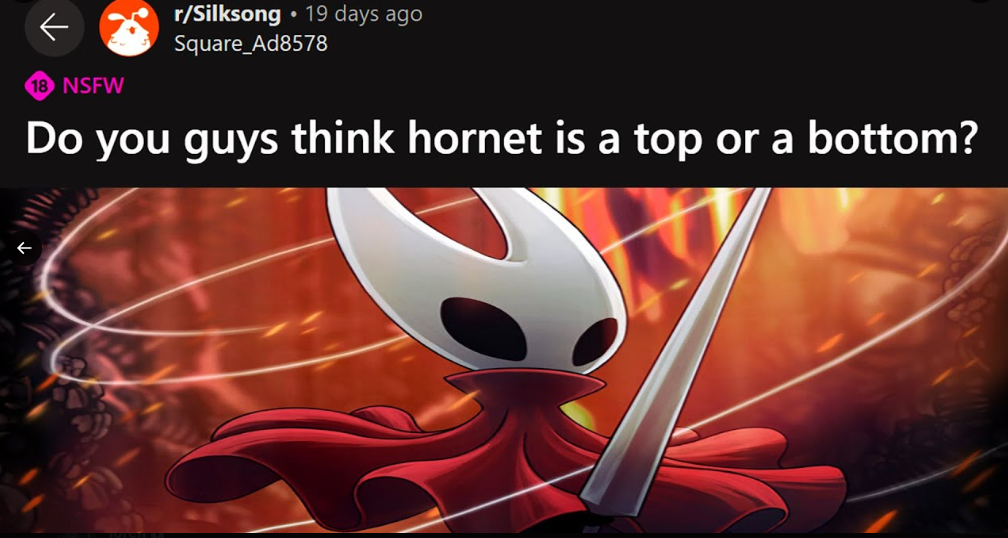 r/Silksong • 19 days ago
Square_Ad8578
18 NSFW
Do you guys think hornet is a top or a bottom?